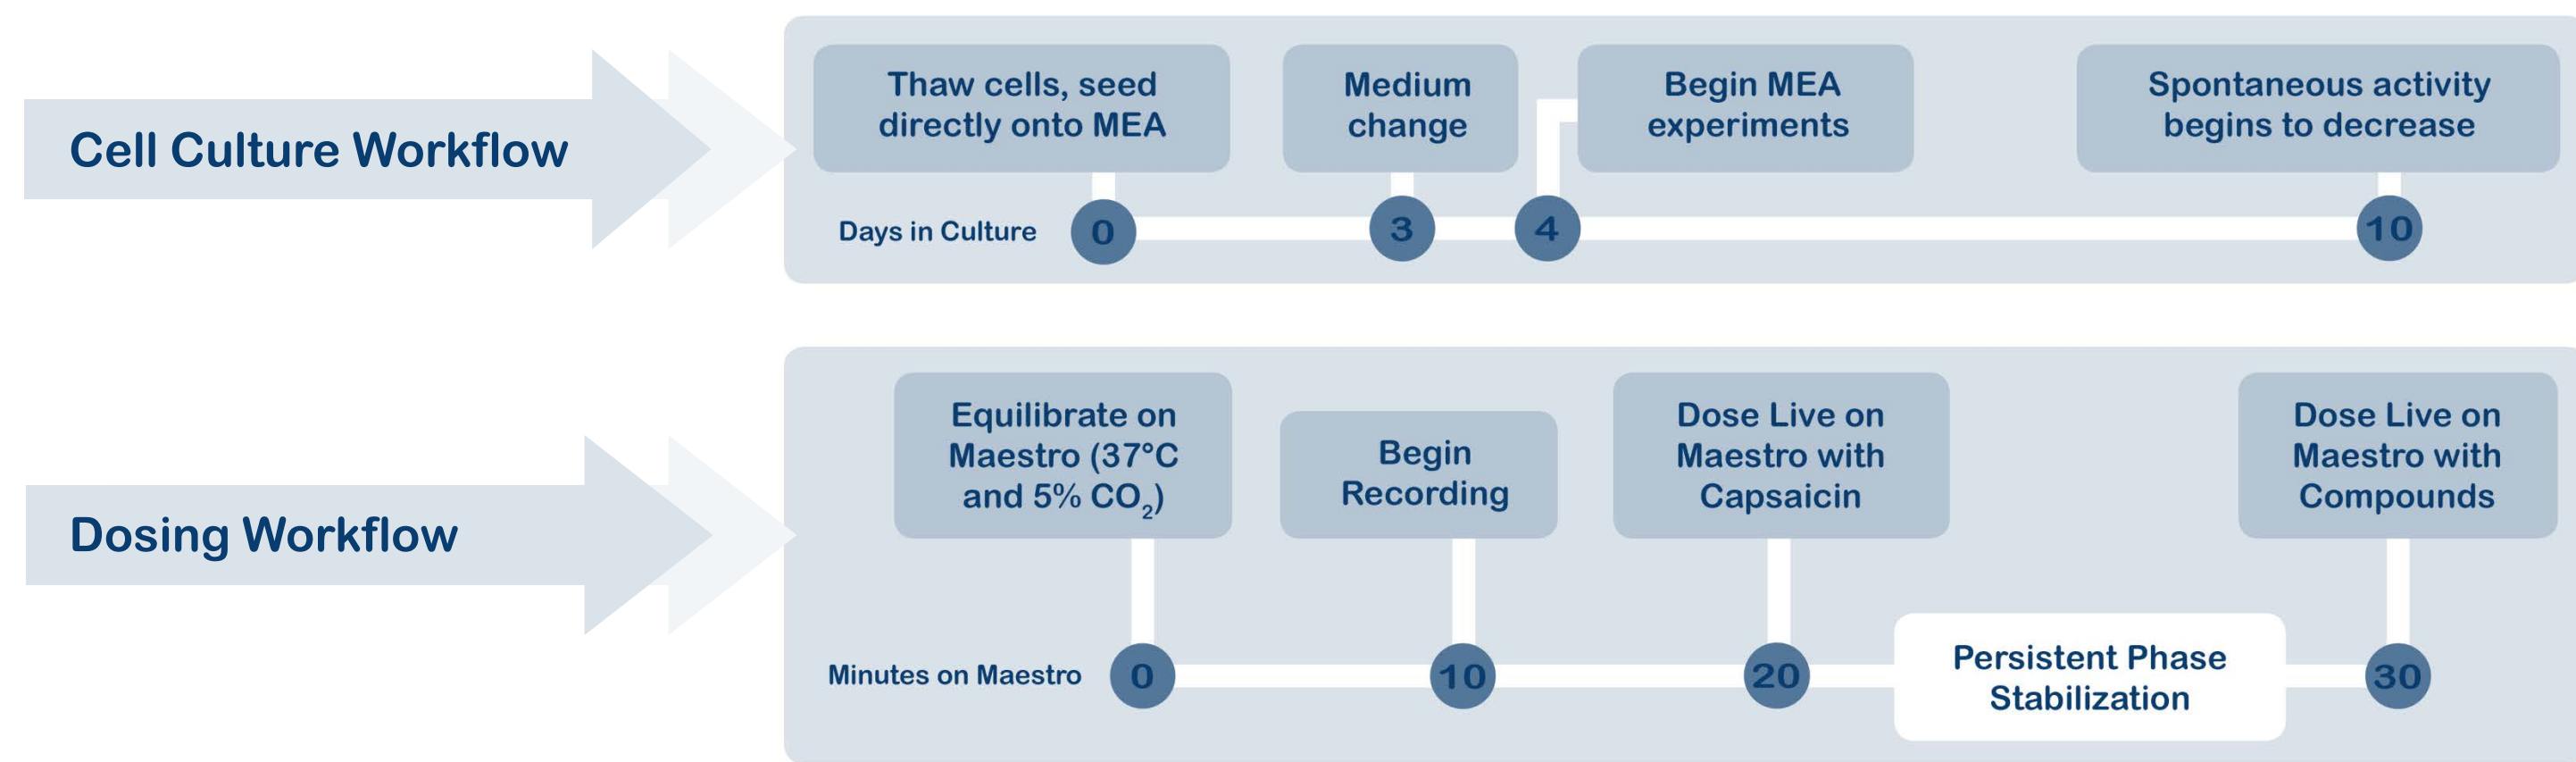 Cell Culture Workflow
Thaw cells, seed
directly onto MEA
Medium
change
Begin MEA
experiments
Spontaneous activity
begins to decrease
Days in Culture
0
3
4
10
Dosing Workflow
Equilibrate on
Maestro (37°C
and 5% CO₂)
Begin
Recording
Dose Live on
Maestro with
Capsaicin
Dose Live on
Maestro with
Compounds
Minutes on Maestro
0
10
20
Persistent Phase
Stabilization
30